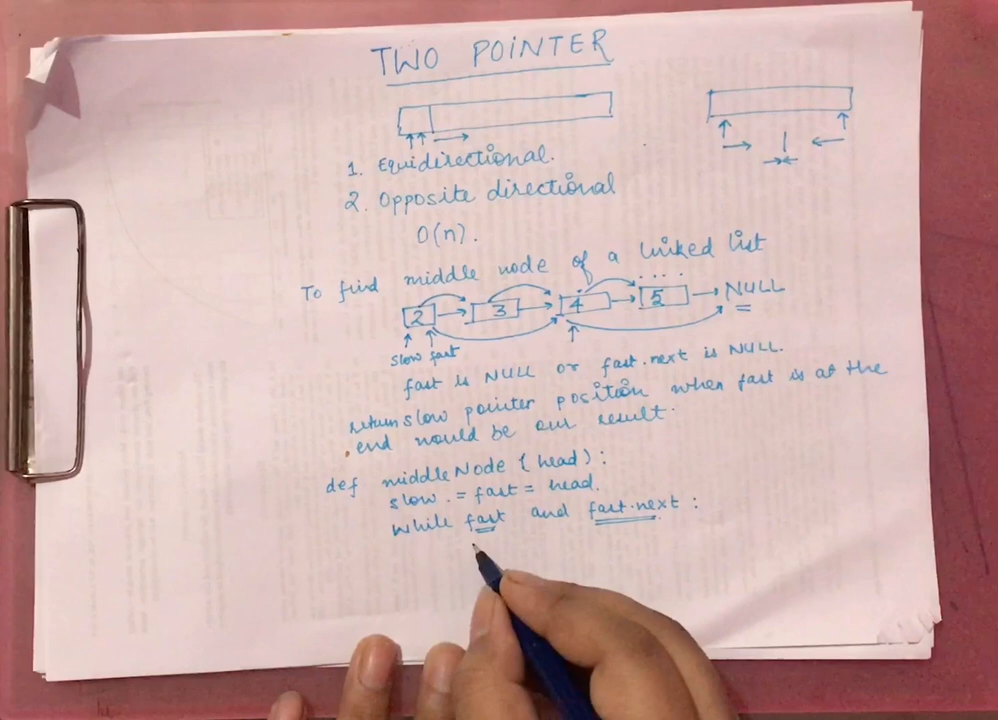 TWO POINTER
1. Equidirectional.
2. Opposite directional
O(n).
To find middle node of a linked list
2 3 4 5 NULL
slow fast
fast is NULL or fast.next is NULL.
return slow pointer position when fast is at the
end would be our result.
def middleNode (head):
slow = fast = head.
While fast and fast.next :